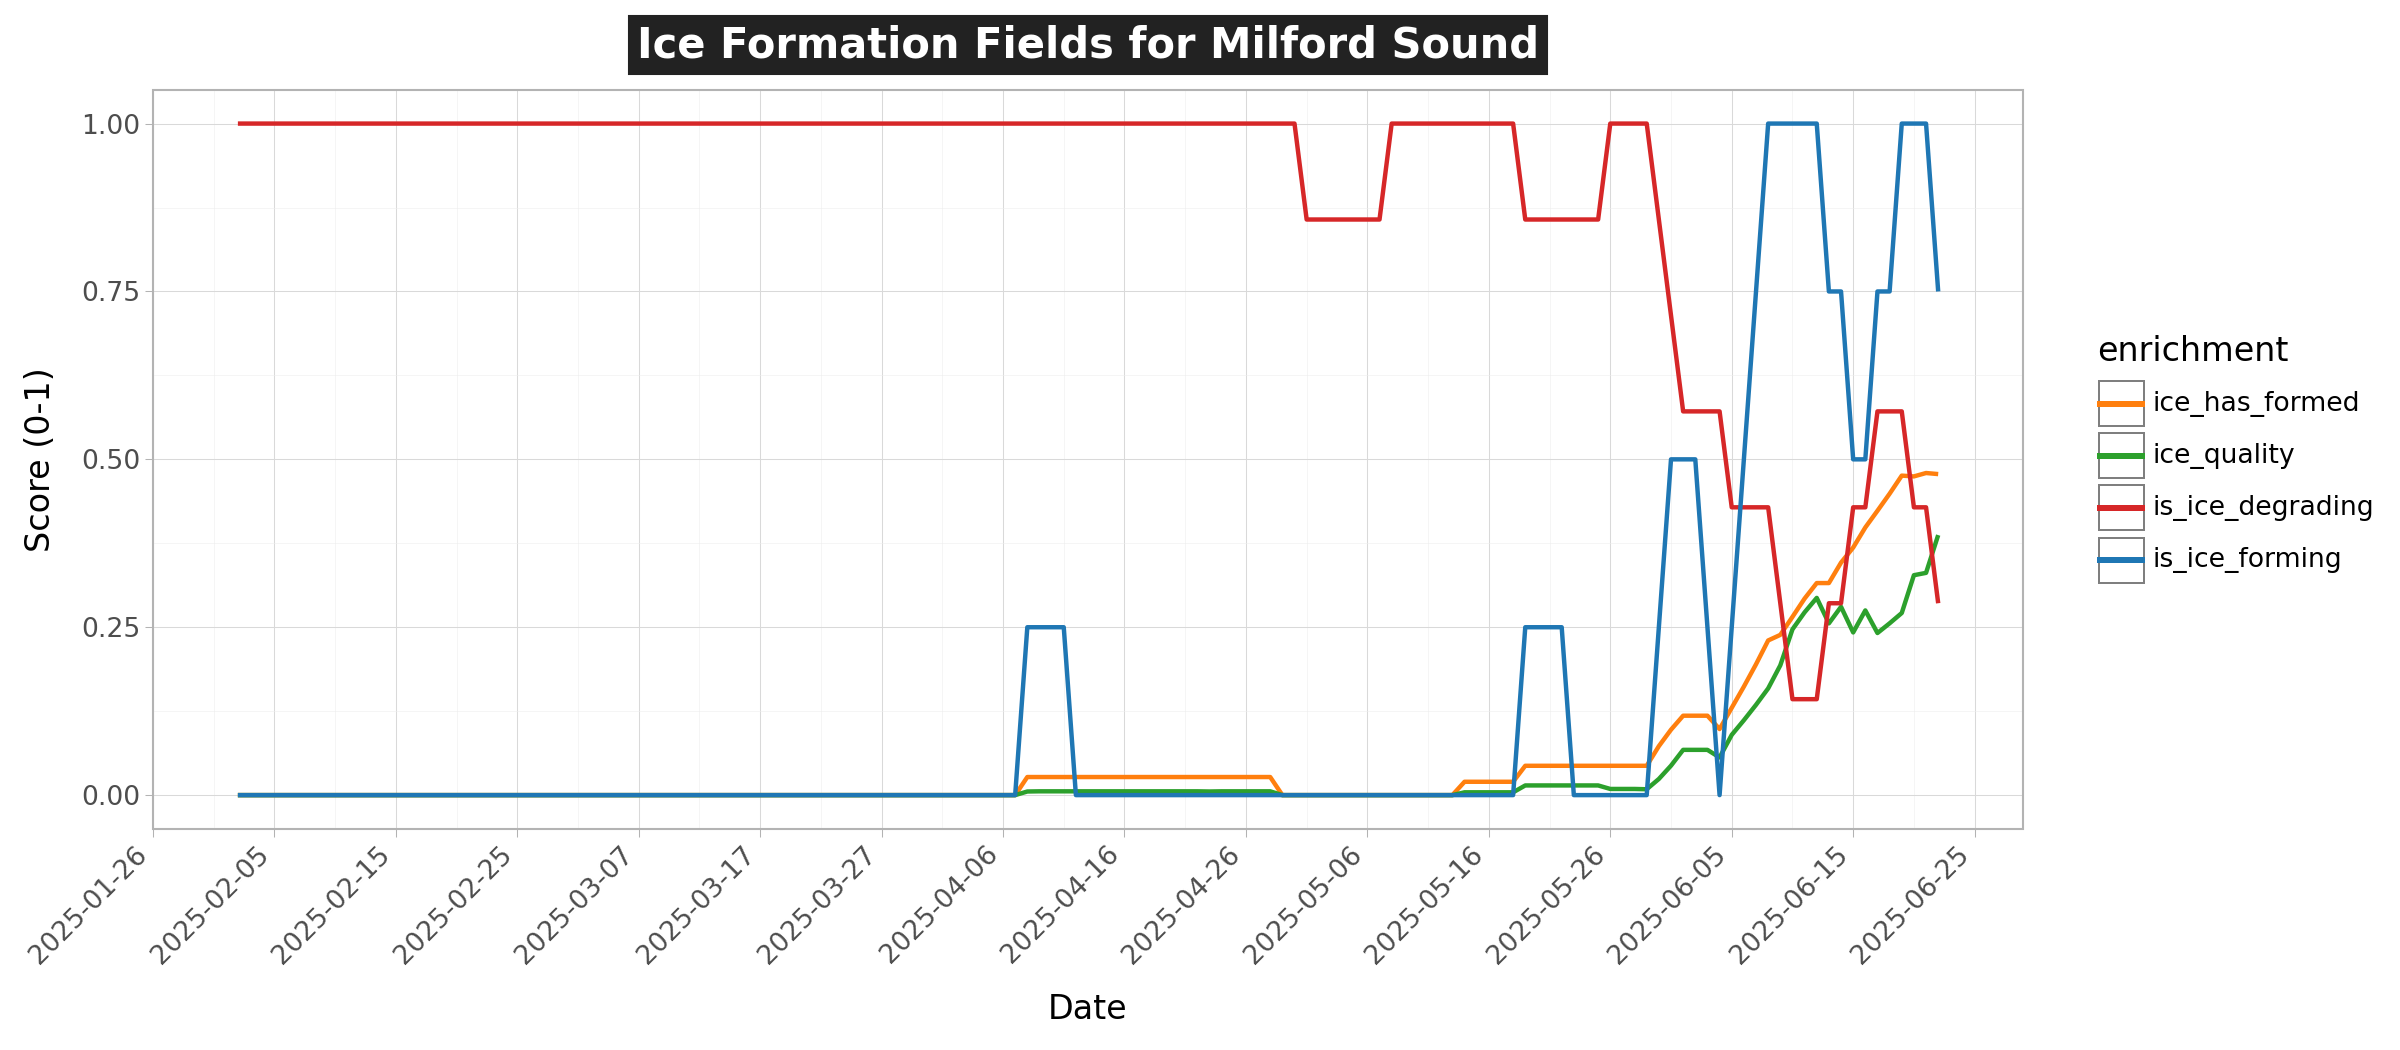 Ice Formation Fields for Milford Sound
Score (0-1)
1.00
0.75
0.50
0.25
0.00
2025-01-26
2025-02-05
2025-02-15
2025-02-25
2025-03-07
2025-03-17
2025-03-27
2025-04-06
2025-04-16
2025-04-26
2025-05-06
2025-05-16
2025-05-26
2025-06-05
2025-06-15
2025-06-25
Date
enrichment
ice_has_formed
ice_quality
is_ice_degrading
is_ice_forming